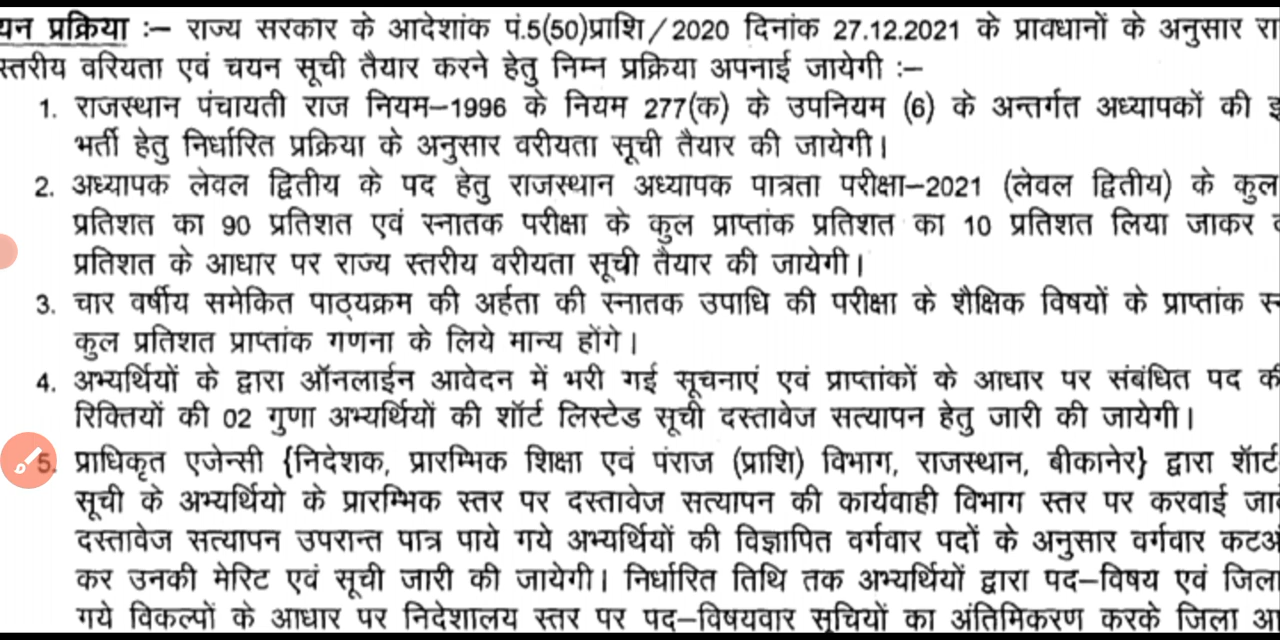 यन प्रक्रिया :– राज्य सरकार के आदेशांक पं.5(50)प्राशि/2020 दिनांक 27.12.2021 के प्रावधानों के अनुसार रा
स्तरीय वरियता एवं चयन सूची तैयार करने हेतु निम्न प्रक्रिया अपनाई जायेगी :–
1. राजस्थान पंचायती राज नियम–1996 के नियम 277(क) के उपनियम (6) के अन्तर्गत अध्यापकों की
भर्ती हेतु निर्धारित प्रक्रिया के अनुसार वरीयता सूची तैयार की जायेगी।
2. अध्यापक लेवल द्वितीय के पद हेतु राजस्थान अध्यापक पात्रता परीक्षा–2021 (लेवल द्वितीय) के कुल
प्रतिशत का 90 प्रतिशत एवं स्नातक परीक्षा के कुल प्राप्तांक प्रतिशत का 10 प्रतिशत लिया जाकर
प्रतिशत के आधार पर राज्य स्तरीय वरीयता सूची तैयार की जायेगी।
3. चार वर्षीय समेकित पाठ्यक्रम की अर्हता की स्नातक उपाधि की परीक्षा के शैक्षिक विषयों के प्राप्तांक
कुल प्रतिशत प्राप्तांक गणना के लिये मान्य होंगे।
4. अभ्यर्थियों के द्वारा ऑनलाईन आवेदन में भरी गई सूचनाएं एवं प्राप्तांकों के आधार पर संबंधित पद की
रिक्तियों की 02 गुणा अभ्यर्थियों की शॉर्ट लिस्टेड सूची दस्तावेज सत्यापन हेतु जारी की जायेगी।
5. प्राधिकृत एजेन्सी {निदेशक, प्रारम्भिक शिक्षा एवं पंराज (प्राशि) विभाग, राजस्थान, बीकानेर} द्वारा शॉर्ट
सूची के अभ्यर्थियो के प्रारम्भिक स्तर पर दस्तावेज सत्यापन की कार्यवाही विभाग स्तर पर करवाई जा
दस्तावेज सत्यापन उपरान्त पात्र पाये गये अभ्यर्थियों की विज्ञापित वर्गवार पदों के अनुसार वर्गवार कटअ
कर उनकी मेरिट एवं सूची जारी की जायेगी। निर्धारित तिथि तक अभ्यर्थियों द्वारा पद–विषय एवं जिला
गये विकल्पों के आधार पर निदेशालय स्तर पर पद–विषयवार सूचियों का अंतिमिकरण करके जिला आ